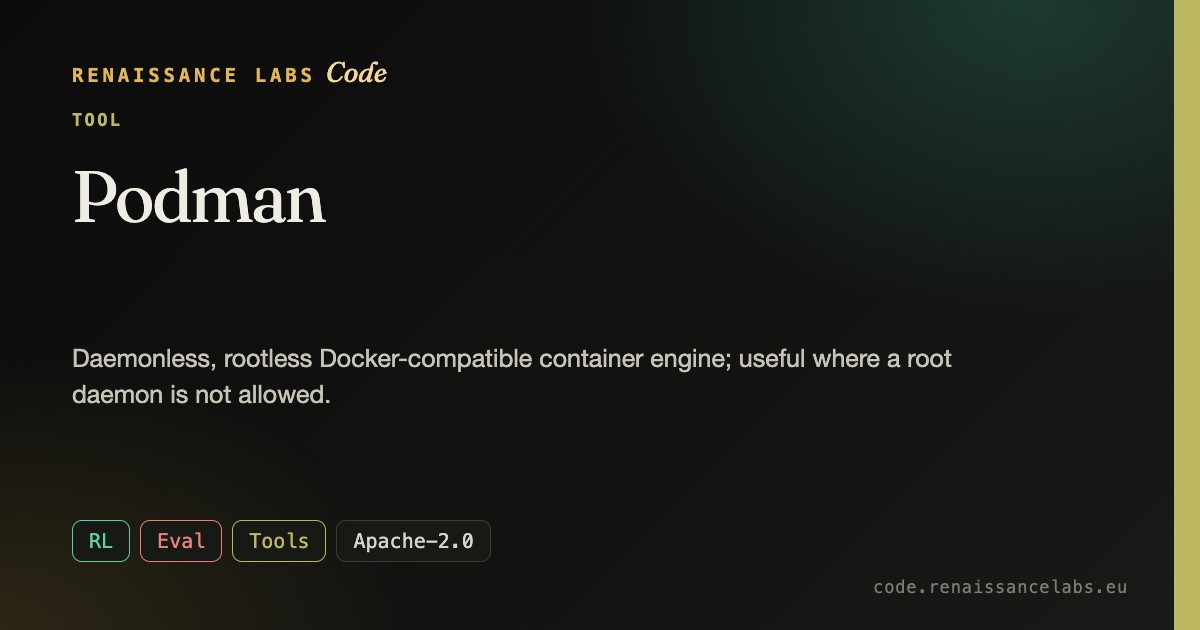 RENAISSANCE LABS Code
TOOL
Podman
Daemonless, rootless Docker-compatible container engine; useful where a root
daemon is not allowed.
RL Eval Tools Apache-2.0
code.renaissancelabs.eu